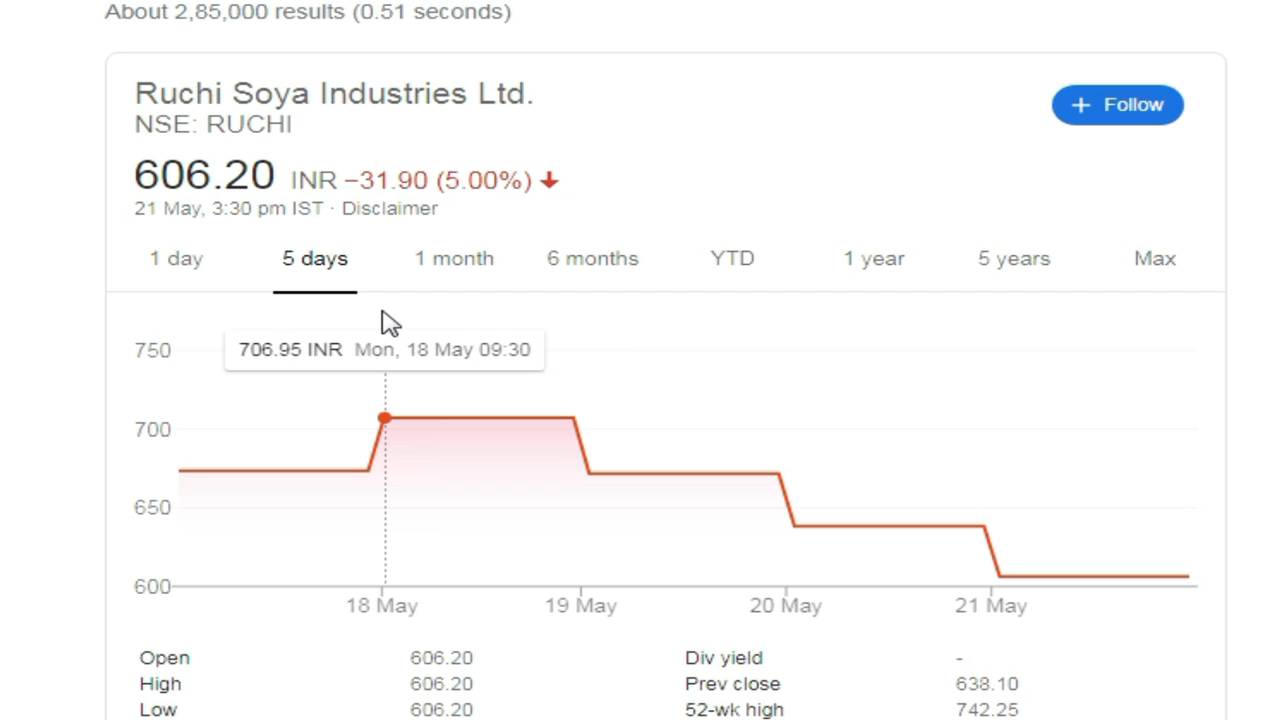 About 2,85,000 results (0.51 seconds)
Ruchi Soya Industries Ltd.
NSE: RUCHI
+ Follow
606.20 INR −31.90 (5.00%)
21 May, 3:30 pm IST · Disclaimer
1 day 5 days 1 month 6 months YTD 1 year 5 years Max
706.95 INR Mon, 18 May 09:30
750
700
650
600
18 May 19 May 20 May 21 May
Open 606.20 Div yield -
High 606.20 Prev close 638.10
Low 606.20 52-wk high 742.25